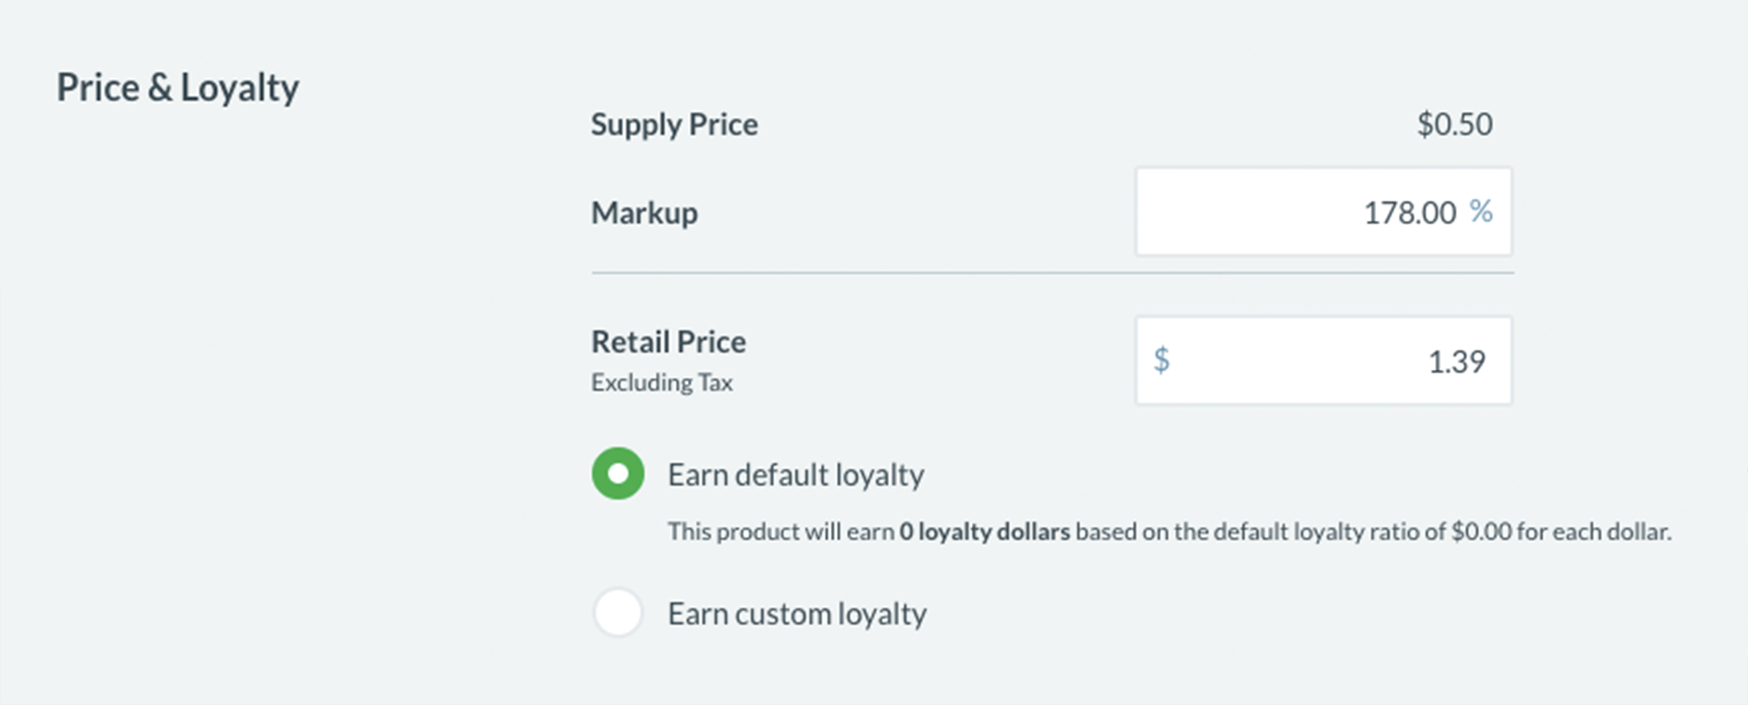 Price & Loyalty
Supply Price $0.50
Markup 178.00 %
Retail Price $ 1.39
Excluding Tax
Earn default loyalty
This product will earn 0 loyalty dollars based on the default loyalty ratio of $0.00 for each dollar.
Earn custom loyalty